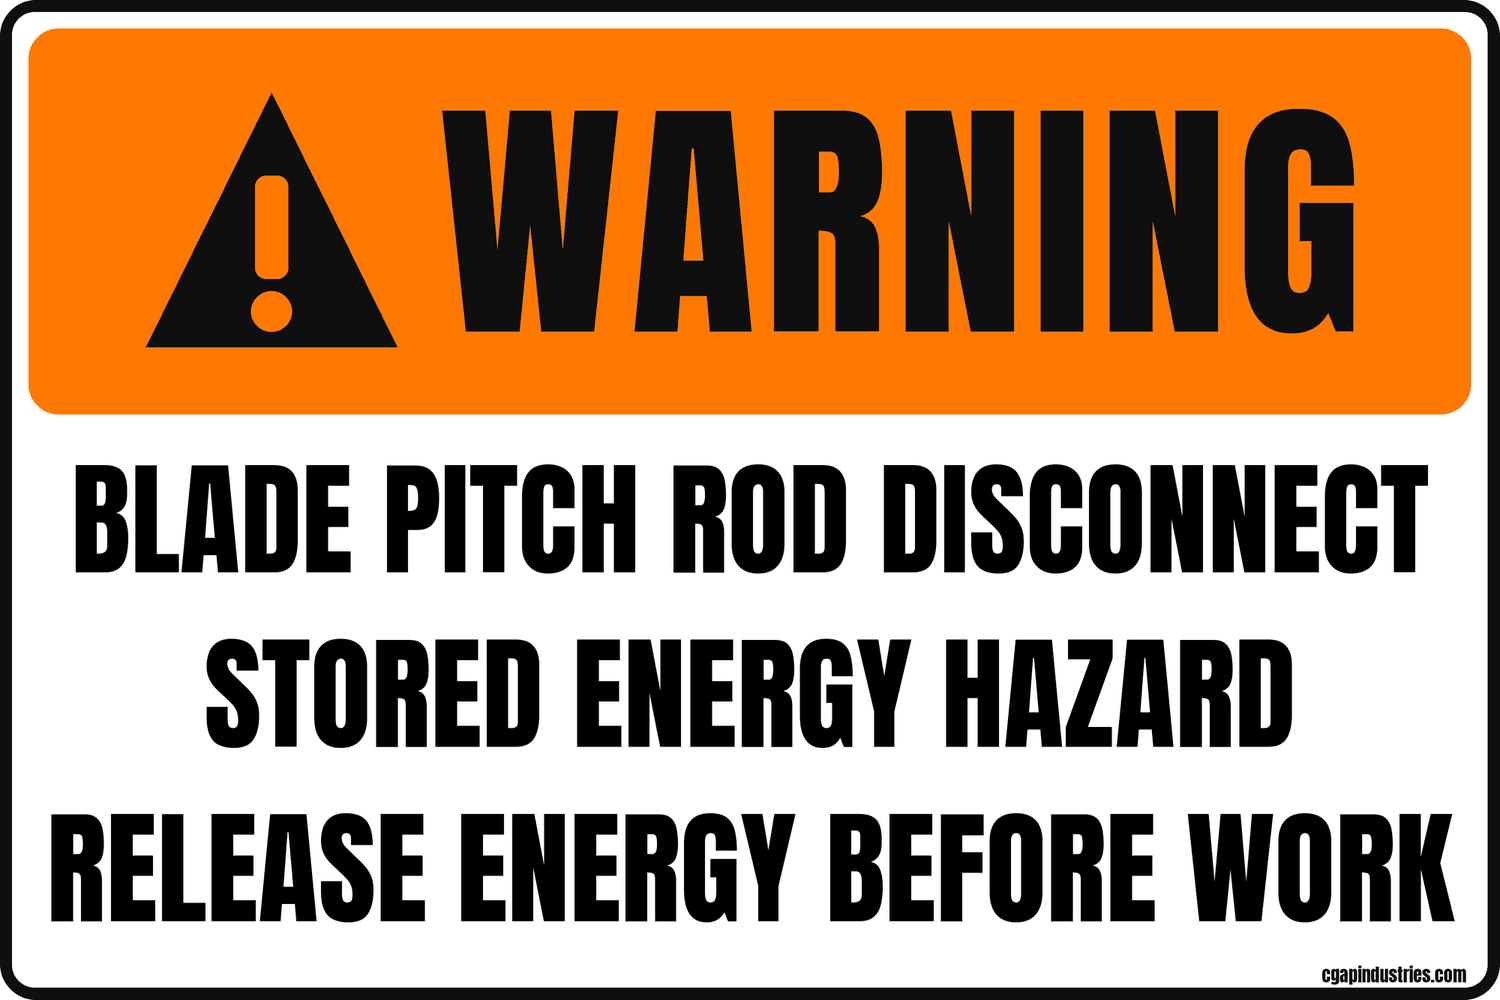 WARNING
BLADE PITCH ROD DISCONNECT
STORED ENERGY HAZARD
RELEASE ENERGY BEFORE WORK
cgapindustries.com